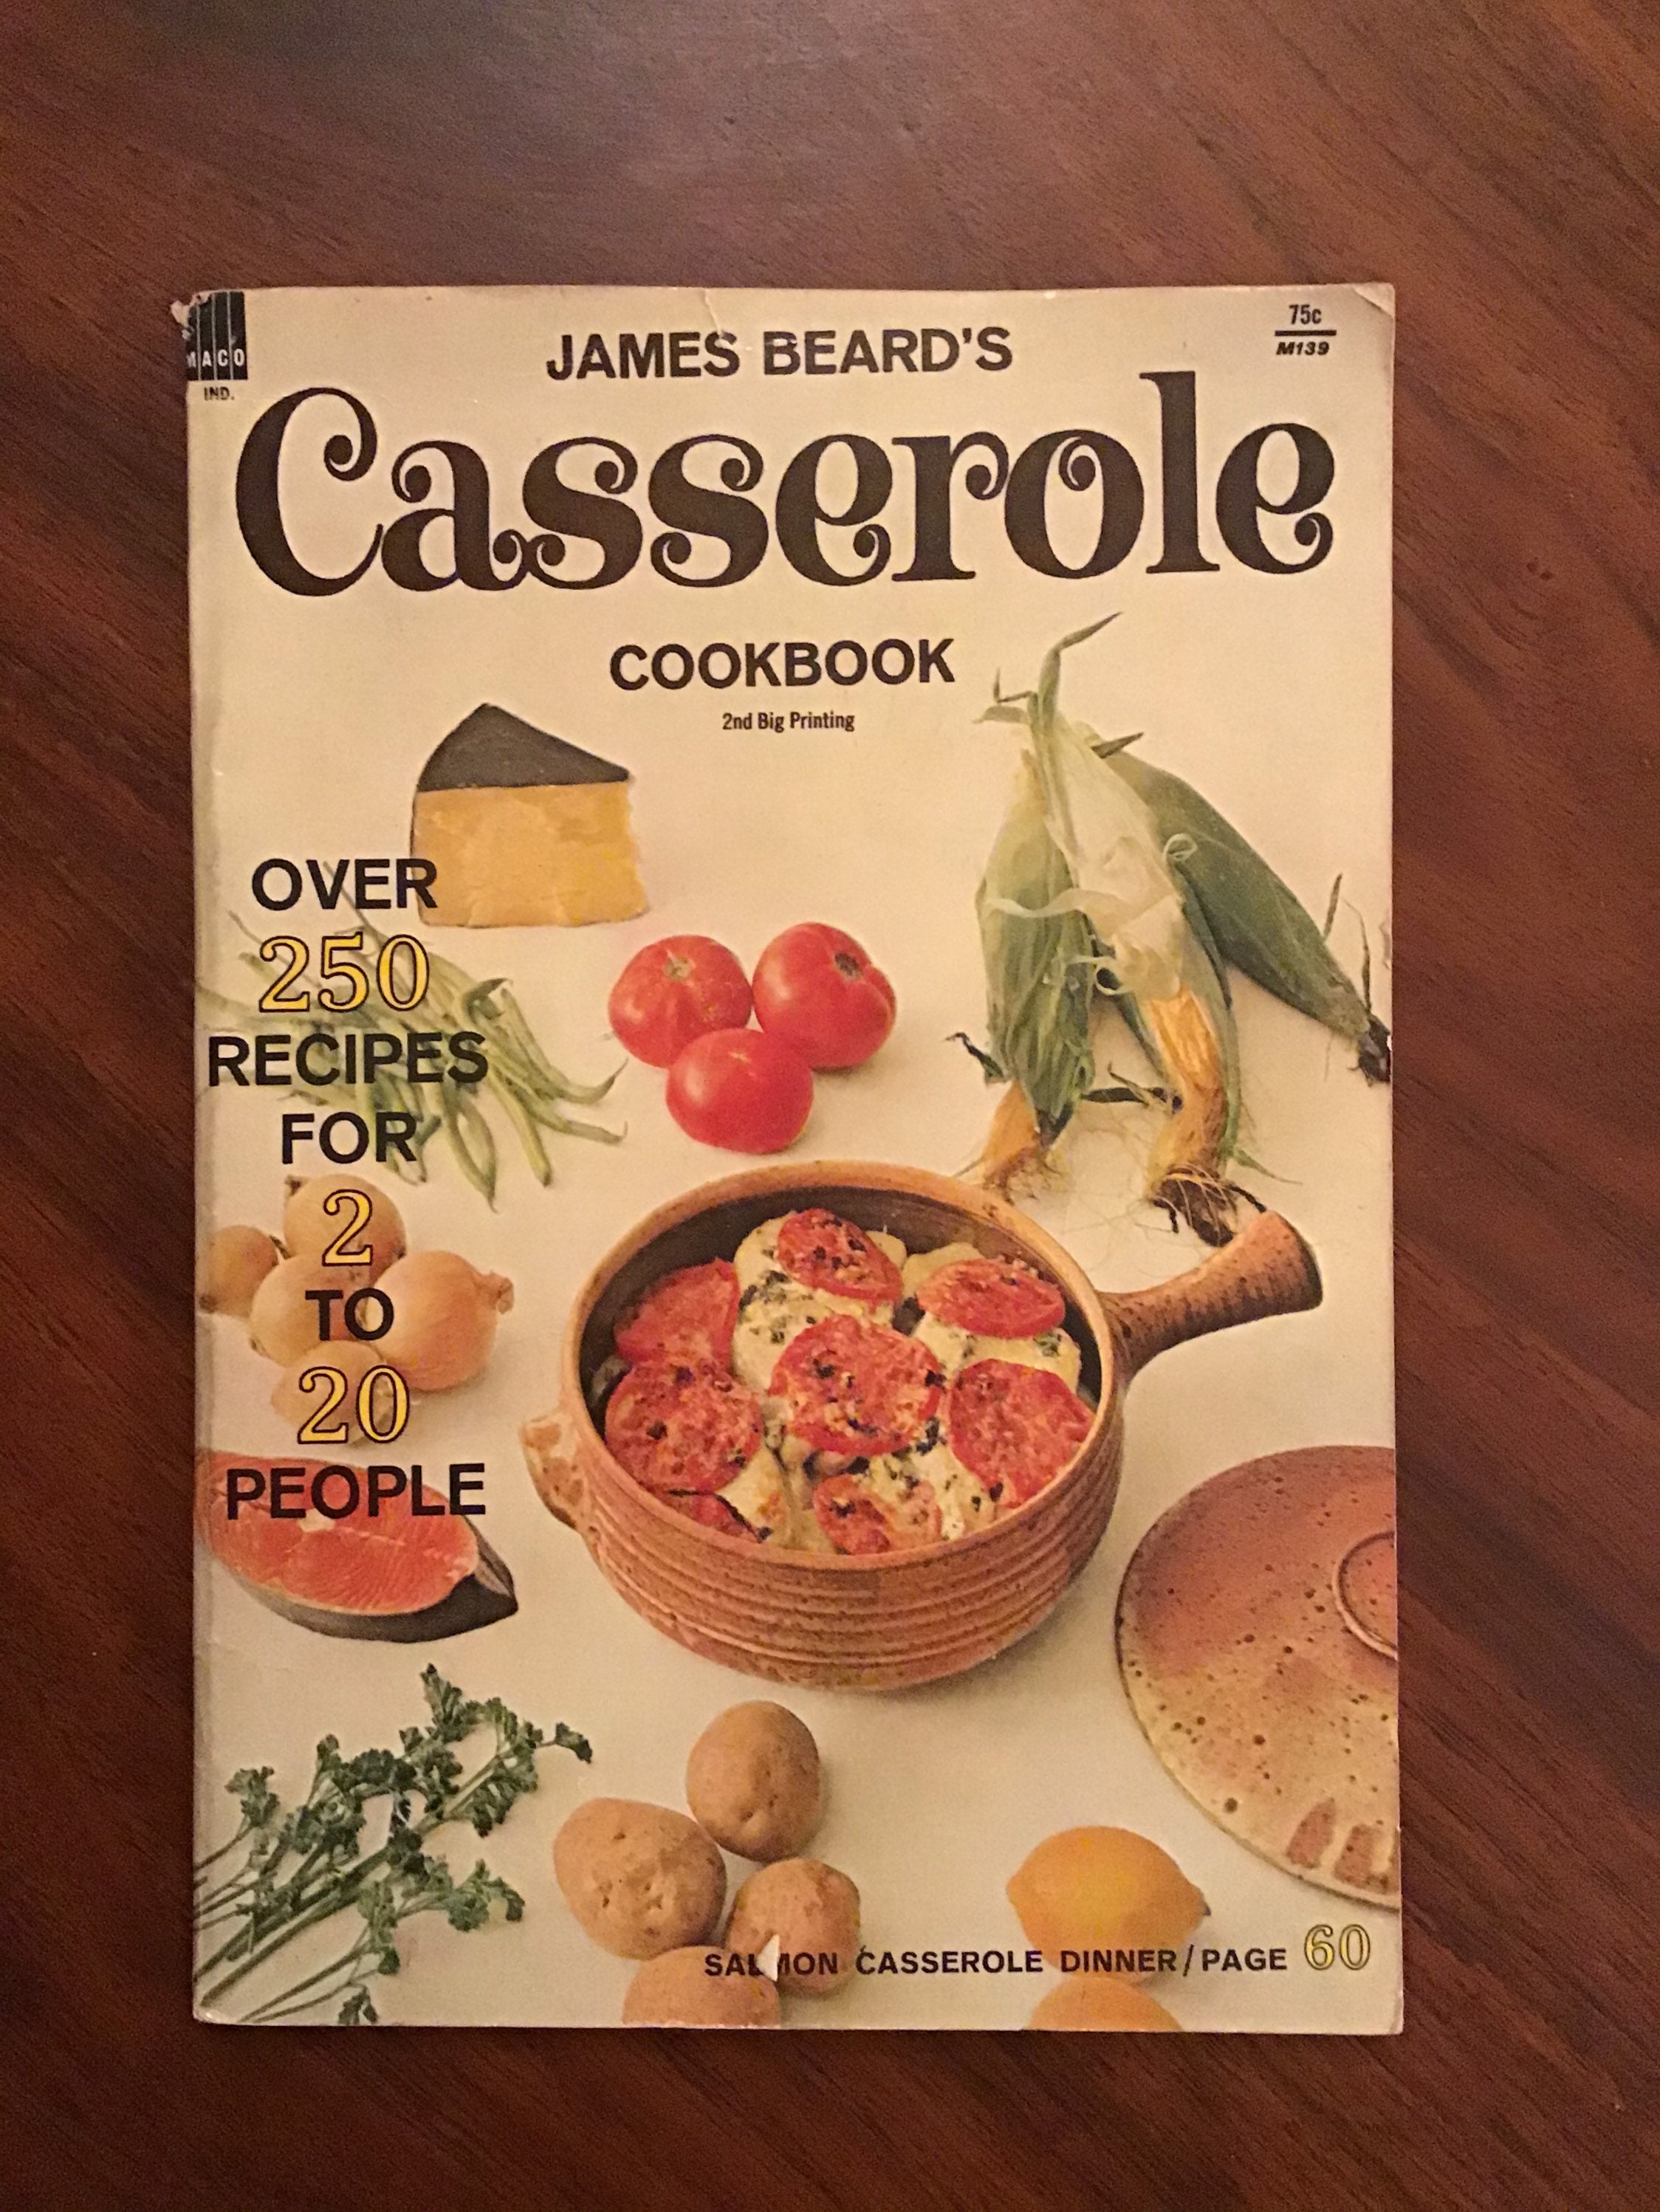 MACO
IND.
75c
M139
JAMES BEARD'S
Casserole
COOKBOOK
2nd Big Printing
OVER
250
RECIPES
FOR
2
TO
20
PEOPLE
SALMON CASSEROLE DINNER/PAGE 60